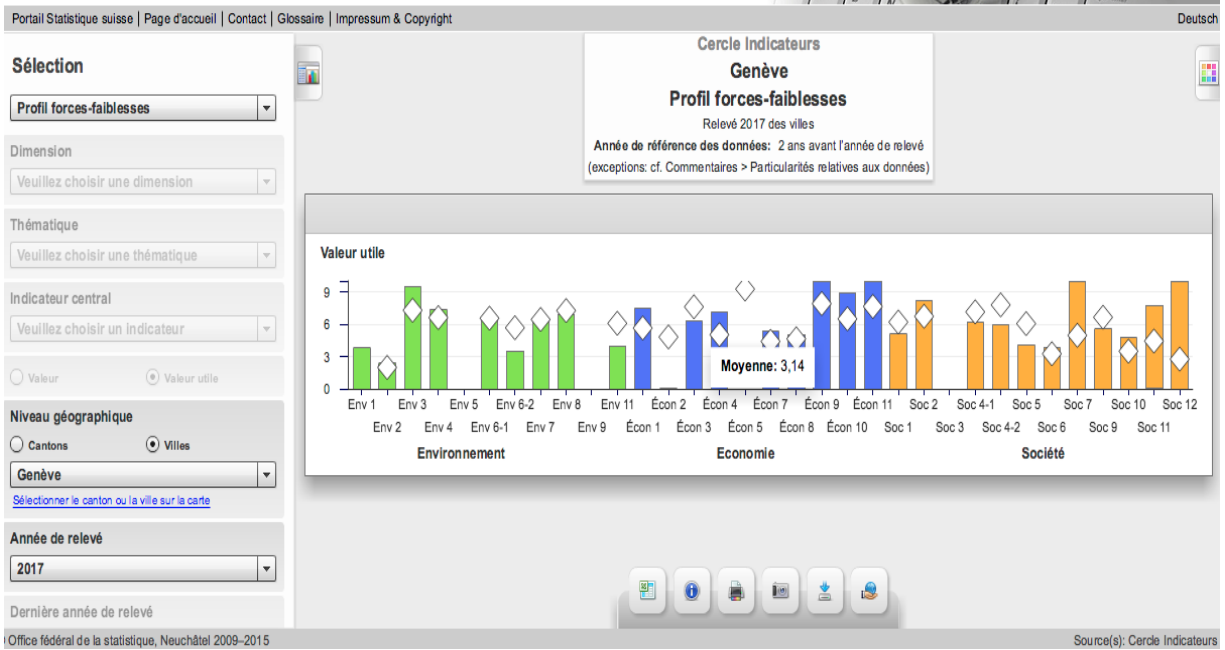 Portail Statistique suisse | Page d'accueil | Contact | Glossaire | Impressum & Copyright
Deutsch
Sélection
Profil forces-faiblesses
Dimension
Veuillez choisir une dimension
Thématique
Veuillez choisir une thématique
Indicateur central
Veuillez choisir un indicateur
Valeur
Valeur utile
Niveau géographique
Cantons
Villes
Genève
Sélectionner le canton ou la ville sur la carte
Année de relevé
2017
Dernière année de relevé
Cercle Indicateurs
Genève
Profil forces-faiblesses
Relevé 2017 des villes
Année de référence des données: 2 ans avant l'année de relevé
(exceptions: cf. Commentaires > Particularités relatives aux données)
Valeur utile
9
6
3
0
Moyenne: 3,14
Env 1 Env 3 Env 5 Env 6-2 Env 8 Env 11 Écon 2 Écon 4 Écon 7 Écon 9 Écon 11 Soc 2 Soc 4-1 Soc 5 Soc 7 Soc 10 Soc 12
Env 2 Env 4 Env 6-1 Env 7 Env 9 Écon 1 Écon 3 Écon 5 Écon 8 Écon 10 Soc 1 Soc 3 Soc 4-2 Soc 6 Soc 9 Soc 11
Environnement Economie Société
Office fédéral de la statistique, Neuchâtel 2009–2015
Source(s): Cercle Indicateurs